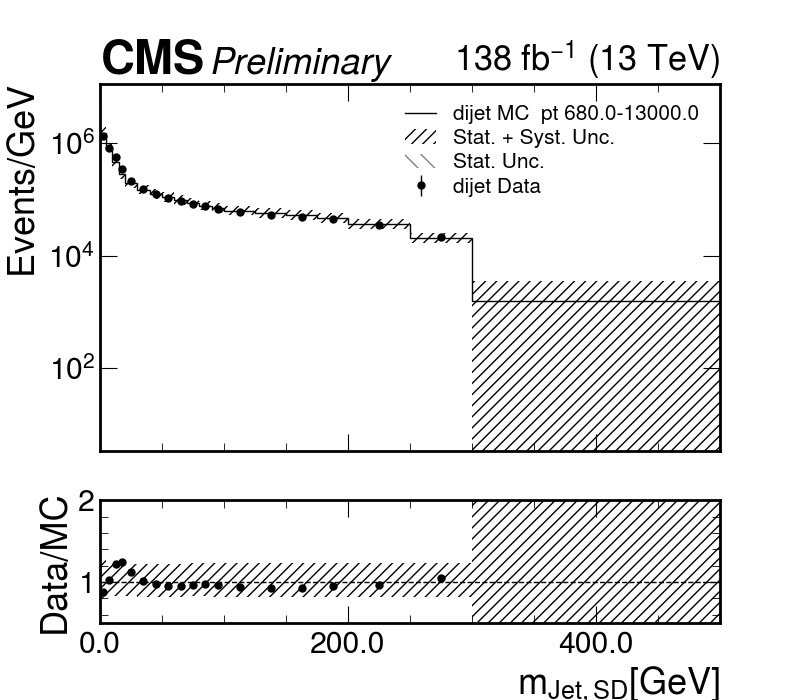 CMS Preliminary 138 fb⁻¹ (13 TeV)
Events/GeV
10⁶
10⁴
10²
dijet MC pt 680.0-13000.0
Stat. + Syst. Unc.
Stat. Unc.
dijet Data
Data/MC
2
1
0.0 200.0 400.0
m_Jet, SD[GeV]